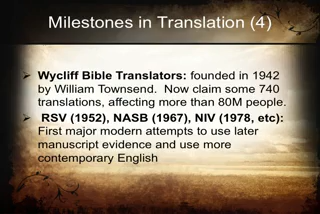 Milestones in Translation (4)
Wycliff Bible Translators: founded in 1942
by William Townsend.  Now claim some 740
translations, affecting more than 80M people.
RSV (1952), NASB (1967), NIV (1978, etc):
First major modern attempts to use later
manuscript evidence and use more
contemporary English